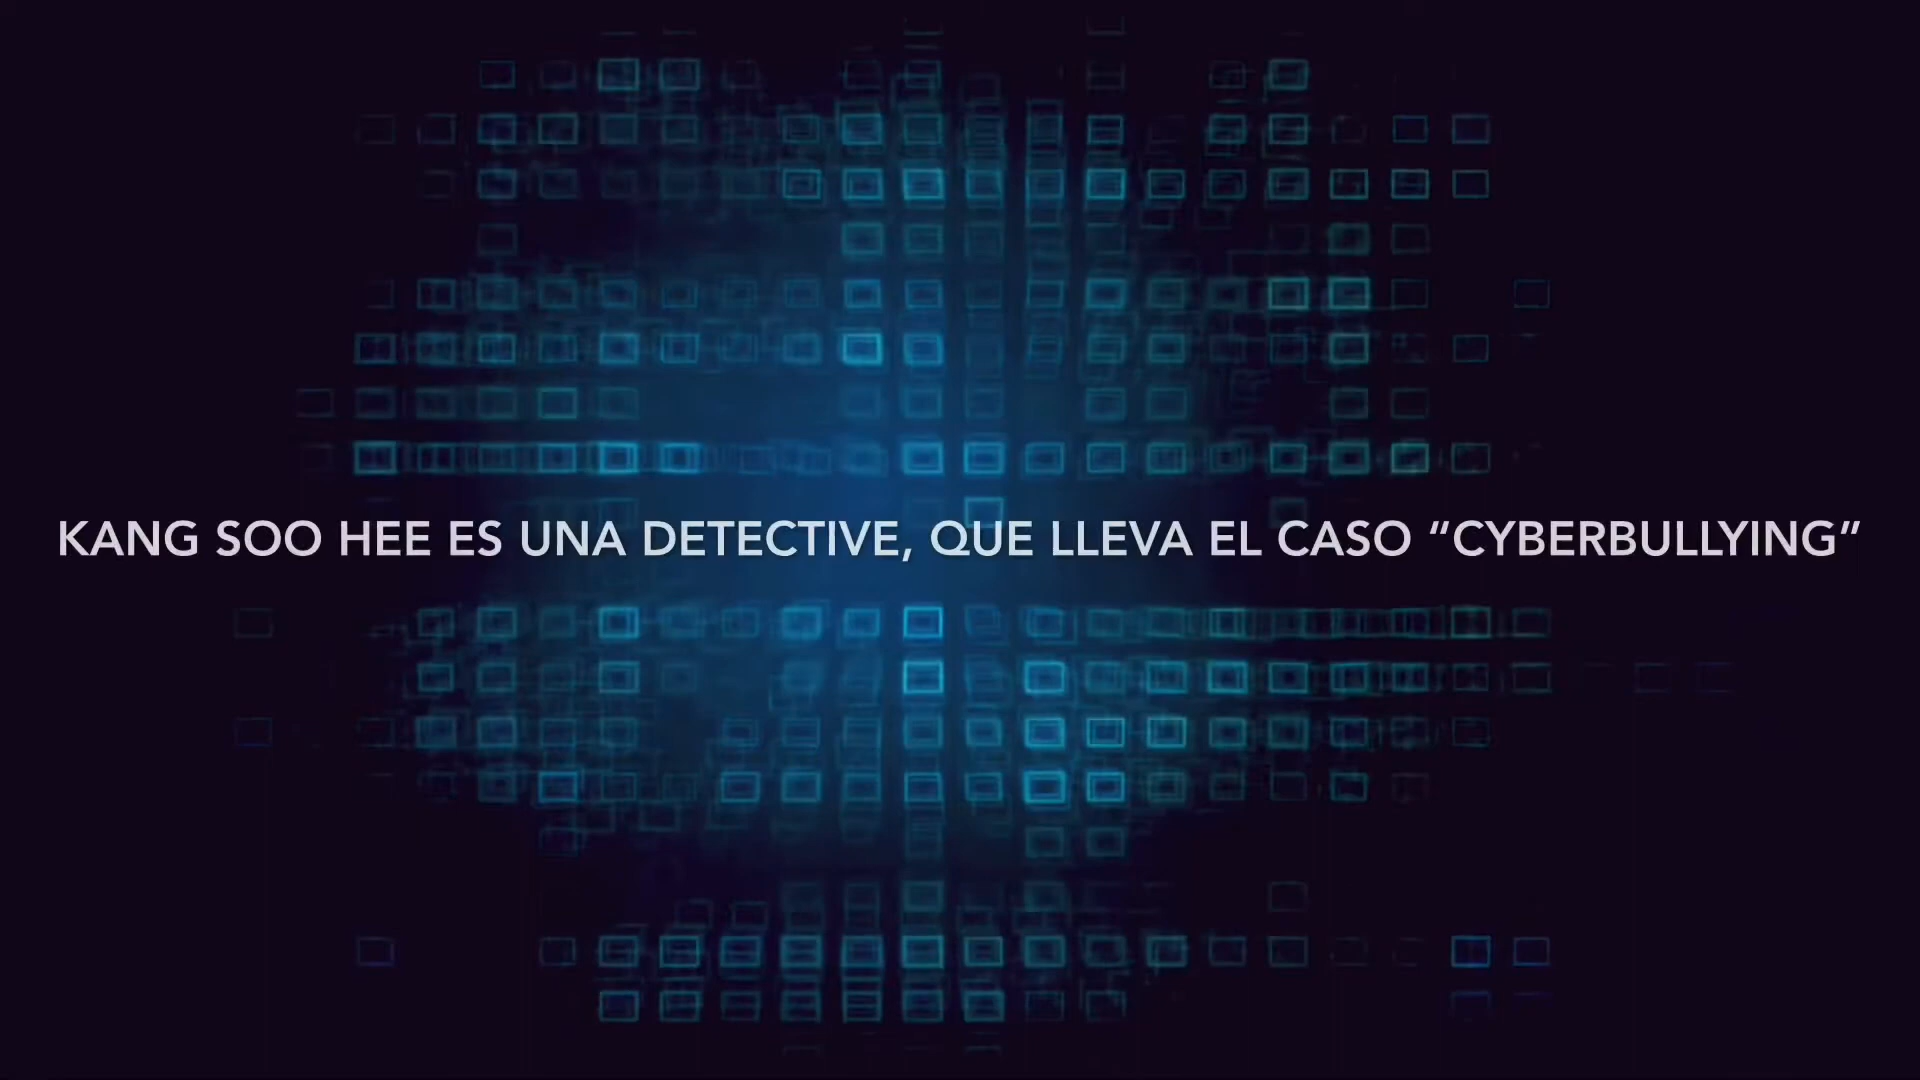 KANG SOO HEE ES UNA DETECTIVE, QUE LLEVA EL CASO “CYBERBULLYING”